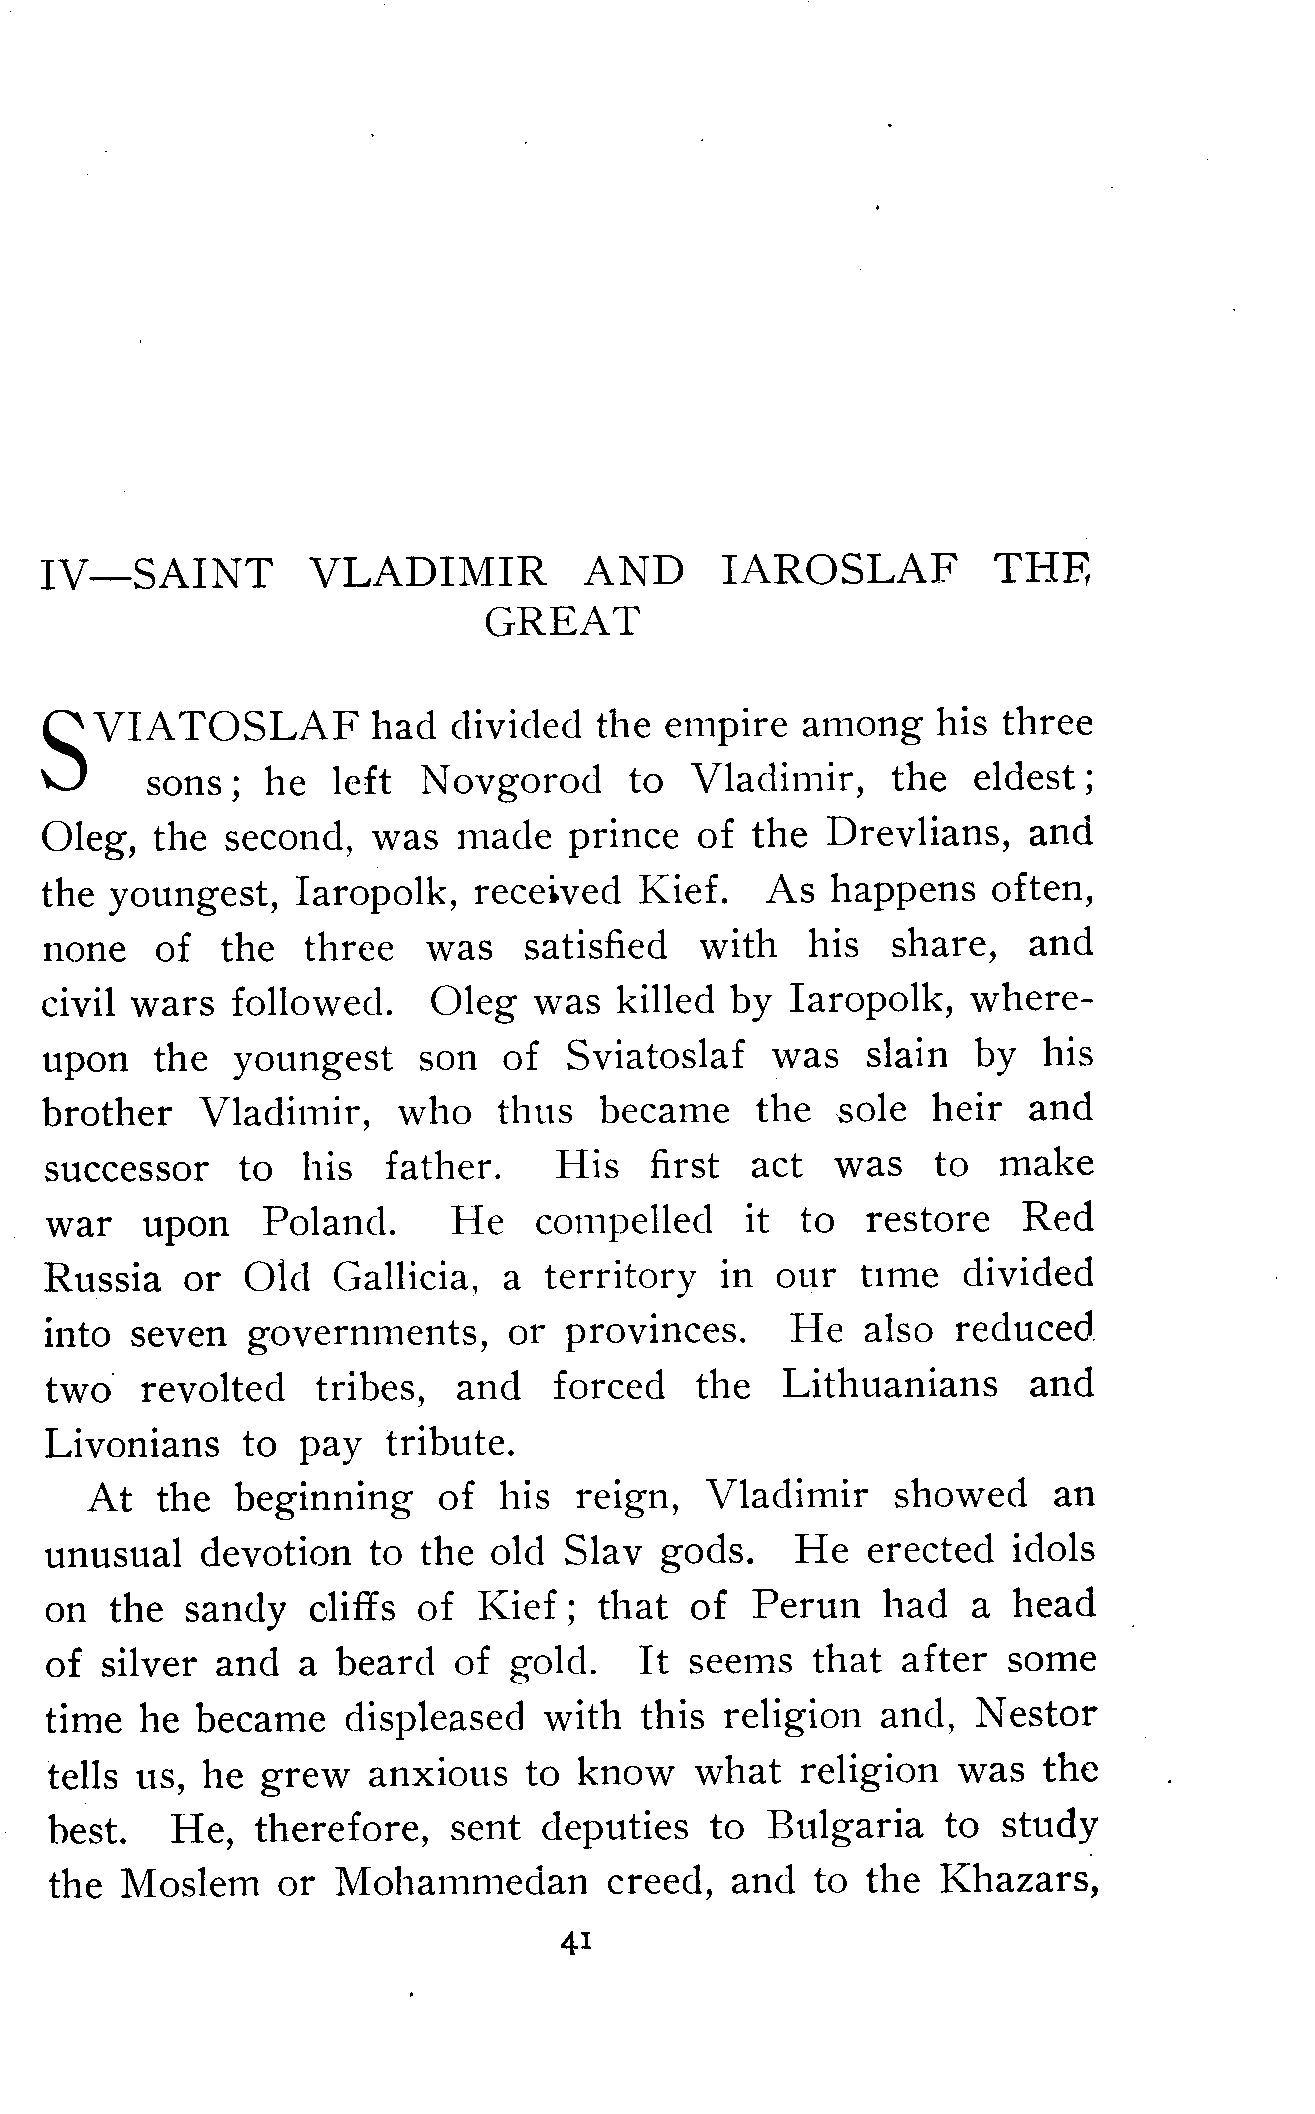 IV—SAINT VLADIMIR AND IAROSLAF THE
GREAT
SVIATOSLAF had divided the empire among his three
sons; he left Novgorod to Vladimir, the eldest;
Oleg, the second, was made prince of the Drevlians, and
the youngest, Iaropolk, received Kief. As happens often,
none of the three was satisfied with his share, and
civil wars followed. Oleg was killed by Iaropolk, where-
upon the youngest son of Sviatoslaf was slain by his
brother Vladimir, who thus became the sole heir and
successor to his father. His first act was to make
war upon Poland. He compelled it to restore Red
Russia or Old Gallicia, a territory in our time divided
into seven governments, or provinces. He also reduced
two revolted tribes, and forced the Lithuanians and
Livonians to pay tribute.
At the beginning of his reign, Vladimir showed an
unusual devotion to the old Slav gods. He erected idols
on the sandy cliffs of Kief; that of Perun had a head
of silver and a beard of gold. It seems that after some
time he became displeased with this religion and, Nestor
tells us, he grew anxious to know what religion was the
best. He, therefore, sent deputies to Bulgaria to study
the Moslem or Mohammedan creed, and to the Khazars,
41